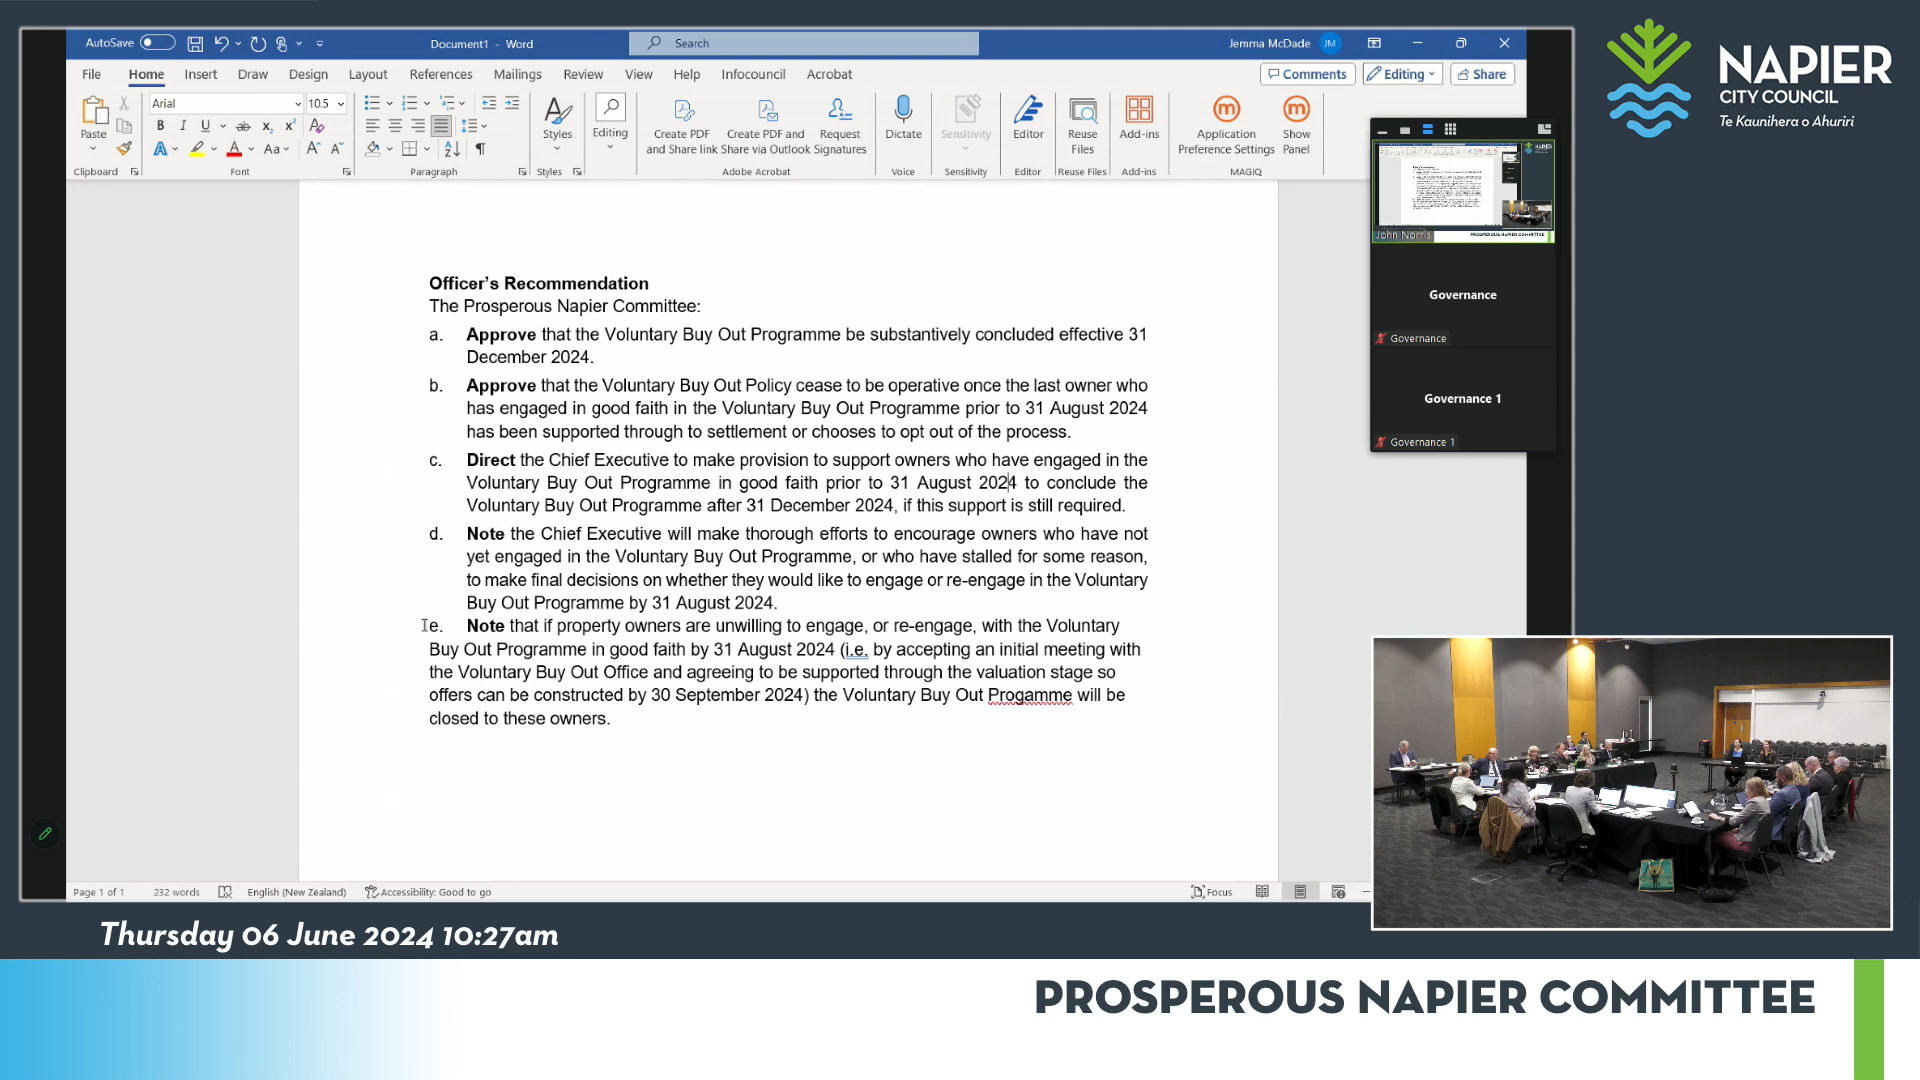 AutoSave
Document1 - Word
Search
Jemma McDade
JM
File Home Insert Draw Design Layout References Mailings Review View Help Infocouncil Acrobat
Comments
Editing
Share
Paste
Arial
10.5
Styles
Editing
Create PDF and Share link
Create PDF and Share via Outlook
Request Signatures
Dictate
Sensitivity
Editor
Reuse Files
Add-ins
Application Preference Settings
Show Panel
Clipboard
Font
Paragraph
Styles
Adobe Acrobat
Voice
Sensitivity
Editor
Reuse Files
Add-ins
MAGIQ
NAPIER
CITY COUNCIL
Te Kaunihera o Ahuriri
John Norris
Governance
Governance
Governance 1
Governance 1
Officer's Recommendation
The Prosperous Napier Committee:
a. Approve that the Voluntary Buy Out Programme be substantively concluded effective 31
December 2024.
b. Approve that the Voluntary Buy Out Policy cease to be operative once the last owner who
has engaged in good faith in the Voluntary Buy Out Programme prior to 31 August 2024
has been supported through to settlement or chooses to opt out of the process.
c. Direct the Chief Executive to make provision to support owners who have engaged in the
Voluntary Buy Out Programme in good faith prior to 31 August 2024 to conclude the
Voluntary Buy Out Programme after 31 December 2024, if this support is still required.
d. Note the Chief Executive will make thorough efforts to encourage owners who have not
yet engaged in the Voluntary Buy Out Programme, or who have stalled for some reason,
to make final decisions on whether they would like to engage or re-engage in the Voluntary
Buy Out Programme by 31 August 2024.
e. Note that if property owners are unwilling to engage, or re-engage, with the Voluntary
Buy Out Programme in good faith by 31 August 2024 (i.e. by accepting an initial meeting with
the Voluntary Buy Out Office and agreeing to be supported through the valuation stage so
offers can be constructed by 30 September 2024) the Voluntary Buy Out Progamme will be
closed to these owners.
Page 1 of 1
232 words
English (New Zealand)
Accessibility: Good to go
Focus
Thursday 06 June 2024 10:27am
PROSPEROUS NAPIER COMMITTEE